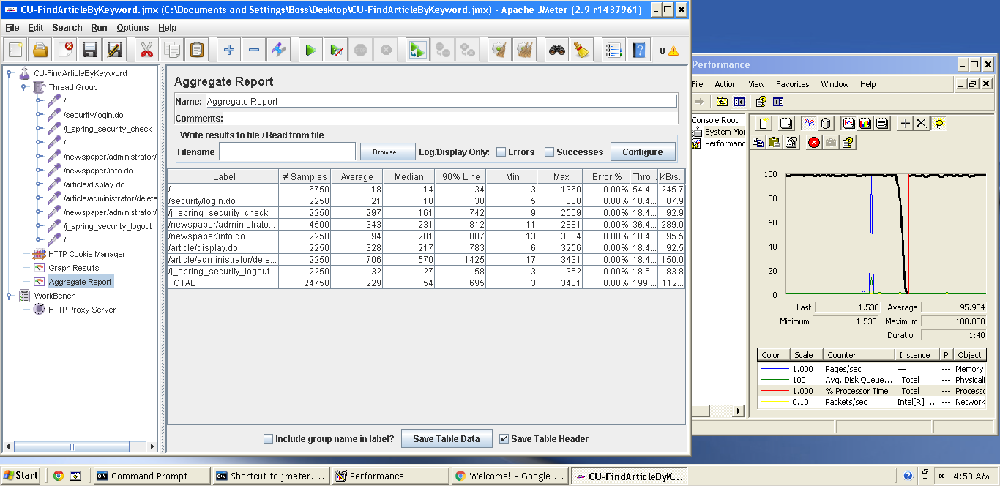 CU-FindArticleByKeyword.jmx (C:\Documents and Settings\Boss\Desktop\CU-FindArticleByKeyword.jmx) - Apache JMeter (2.9 r1437961)
File Edit Search Run Options Help
0
CU-FindArticleByKeyword
Thread Group
/
/security/login.do
/j_spring_security_check
/
/newspaper/administrator/
/newspaper/info.do
/article/display.do
/article/administrator/delete
/newspaper/administrator/
/j_spring_security_logout
/
HTTP Cookie Manager
Graph Results
Aggregate Report
WorkBench
HTTP Proxy Server
Aggregate Report
Name: Aggregate Report
Comments:
Write results to file / Read from file
Filename Browse... Log/Display Only: Errors Successes Configure
Label # Samples Average Median 90% Line Min Max Error % Thro... KB/s...
/ 6750 18 14 34 3 1360 0.00% 54.4... 245.7
/security/login.do 2250 21 18 38 5 300 0.00% 18.4... 87.9
/j_spring_security_check 2250 297 161 742 9 2509 0.00% 18.4... 92.9
/newspaper/administrato... 4500 343 231 812 11 2881 0.00% 36.4... 289.0
/newspaper/info.do 2250 394 281 887 13 3034 0.00% 18.4... 95.5
/article/display.do 2250 328 217 783 6 3256 0.00% 18.4... 92.5
/article/administrator/dele... 2250 706 570 1425 17 3431 0.00% 18.4... 150.0
/j_spring_security_logout 2250 32 27 58 3 352 0.00% 18.5... 83.8
TOTAL 24750 229 54 695 3 3431 0.00% 199.... 112...
Include group name in label? Save Table Data Save Table Header
Performance
File Action View Favorites Window Help
Console Root
System Mo
Performanc
100
80
60
40
20
0
Last 1.538 Average 95.984
Minimum 1.538 Maximum 100.000
Duration 1:40
Color Scale Counter Instance P Object
1.000 Pages/sec --- --- Memory
100.... Avg. Disk Queue... _Total --- Physical
1.000 % Processor Time _Total --- Process
0.10... Packets/sec Intel[R] ... --- Network
Start Command Prompt Shortcut to jmeter.... Performance Welcome! - Google ... CU-FindArticleByK... « 4:53 AM